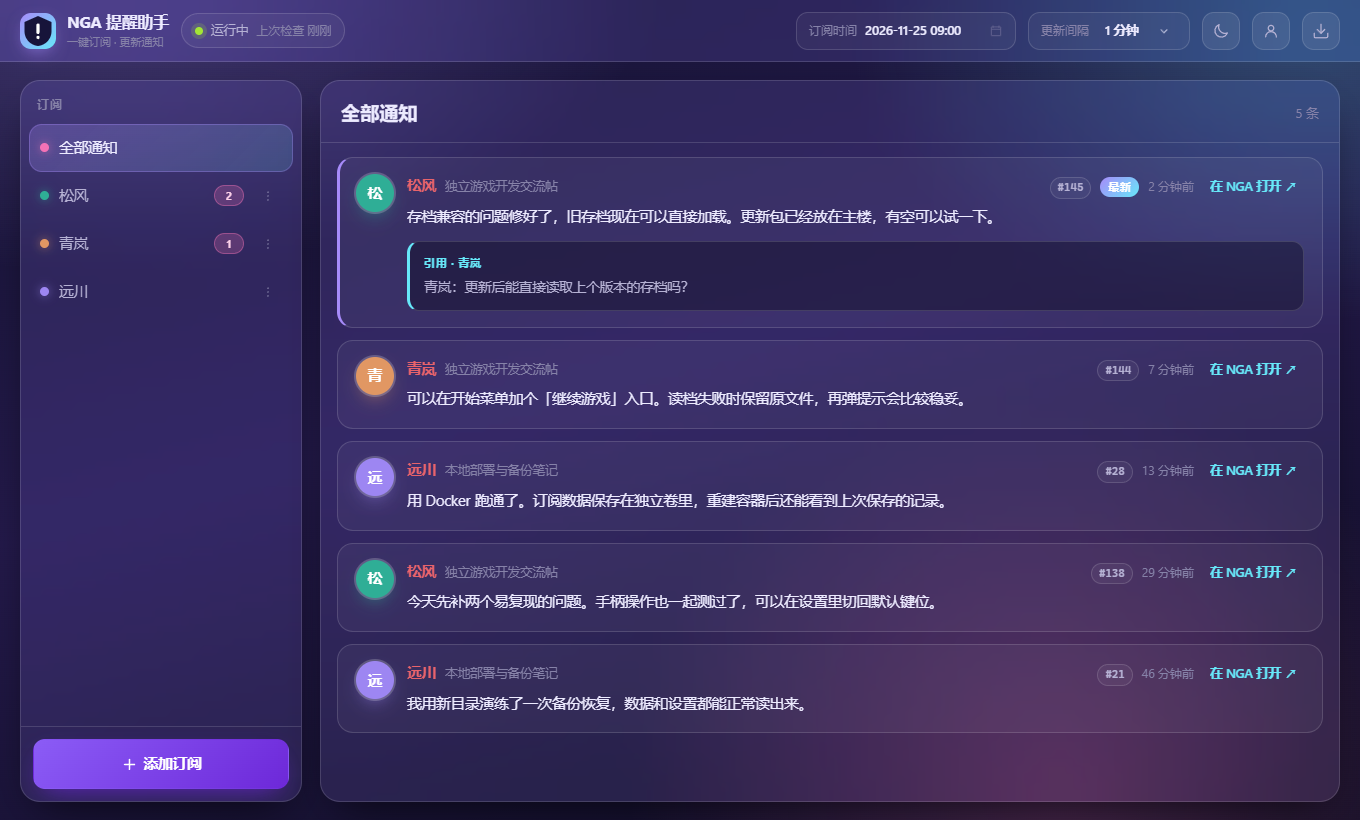 NGA 提醒助手
一键订阅 · 更新通知
运行中 上次检查 刚刚
订阅时间 2026-11-25 09:00
更新间隔 1 分钟
订阅
全部通知
松风 2
青岚 1
远川
+ 添加订阅
全部通知
5 条
松
松风 独立游戏开发交流帖
#145 最新 2 分钟前 在 NGA 打开 ↗
存档兼容的问题修好了，旧存档现在可以直接加载。更新包已经放在主楼，有空可以试一下。
引用 · 青岚
青岚：更新后能直接读取上个版本的存档吗？
青
青岚 独立游戏开发交流帖
#144 7 分钟前 在 NGA 打开 ↗
可以在开始菜单加个「继续游戏」入口。读档失败时保留原文件，再弹提示会比较稳妥。
远
远川 本地部署与备份笔记
#28 13 分钟前 在 NGA 打开 ↗
用 Docker 跑通了。订阅数据保存在独立卷里，重建容器后还能看到上次保存的记录。
松
松风 独立游戏开发交流帖
#138 29 分钟前 在 NGA 打开 ↗
今天先补两个易复现的问题。手柄操作也一起测过了，可以在设置里切回默认键位。
远
远川 本地部署与备份笔记
#21 46 分钟前 在 NGA 打开 ↗
我用新目录演练了一次备份恢复，数据和设置都能正常读出来。